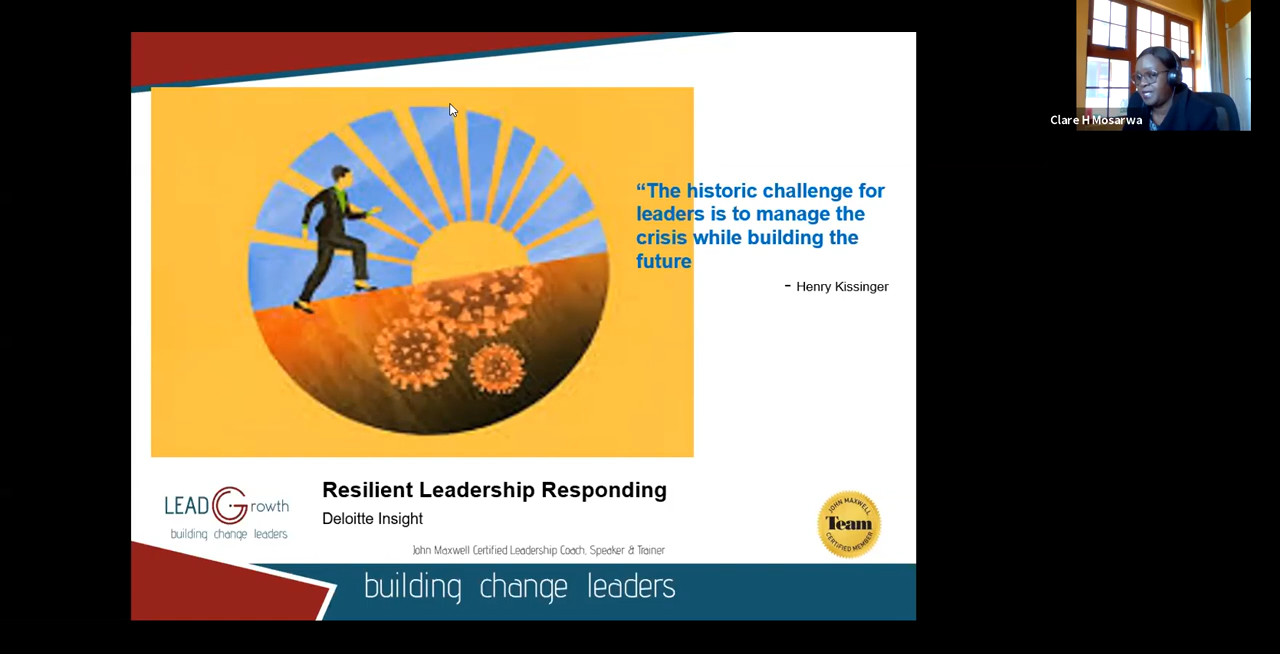 Clare H Mosarwa
“The historic challenge for
leaders is to manage the
crisis while building the
future
- Henry Kissinger
LEAD Growth
building change leaders
Resilient Leadership Responding
Deloitte Insight
John Maxwell Certified Leadership Coach, Speaker & Trainer
JOHN MAXWELL
Team
CERTIFIED MEMBER
building change leaders